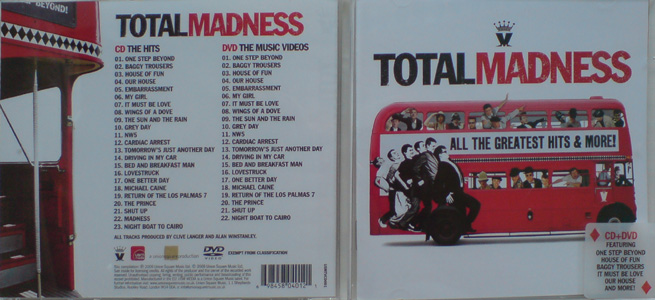 BEYOND!
TOTALMADNESS
CD THE HITS
01. ONE STEP BEYOND
02. BAGGY TROUSERS
03. HOUSE OF FUN
04. OUR HOUSE
05. EMBARRASSMENT
06. MY GIRL
07. IT MUST BE LOVE
08. WINGS OF A DOVE
09. THE SUN AND THE RAIN
10. GREY DAY
11. NW5
12. CARDIAC ARREST
13. TOMORROW'S JUST ANOTHER DAY
14. DRIVING IN MY CAR
15. BED AND BREAKFAST MAN
16. LOVESTRUCK
17. ONE BETTER DAY
18. MICHAEL CAINE
19. RETURN OF THE LOS PALMAS 7
20. THE PRINCE
21. SHUT UP
22. MADNESS
23. NIGHT BOAT TO CAIRO
DVD THE MUSIC VIDEOS
01. ONE STEP BEYOND
02. BAGGY TROUSERS
03. HOUSE OF FUN
04. OUR HOUSE
05. EMBARRASSMENT
06. MY GIRL
07. IT MUST BE LOVE
08. WINGS OF A DOVE
09. THE SUN AND THE RAIN
10. GREY DAY
11. NW5
12. CARDIAC ARREST
13. TOMORROW'S JUST ANOTHER DAY
14. DRIVING IN MY CAR
15. BED AND BREAKFAST MAN
16. LOVESTRUCK
17. ONE BETTER DAY
18. MICHAEL CAINE
19. RETURN OF THE LOS PALMAS 7
20. THE PRINCE
21. SHUT UP
22. NIGHT BOAT TO CAIRO
ALL TRACKS PRODUCED BY CLIVE LANGER AND ALAN WINSTANLEY.
DVD
VIDEO
EXEMPT FROM CLASSIFICATION
TOTALMADNESS
ALL THE GREATEST HITS & MORE!
CD+DVD
FEATURING
ONE STEP BEYOND
HOUSE OF FUN
BAGGY TROUSERS
OUR HOUSE
AND MORE!